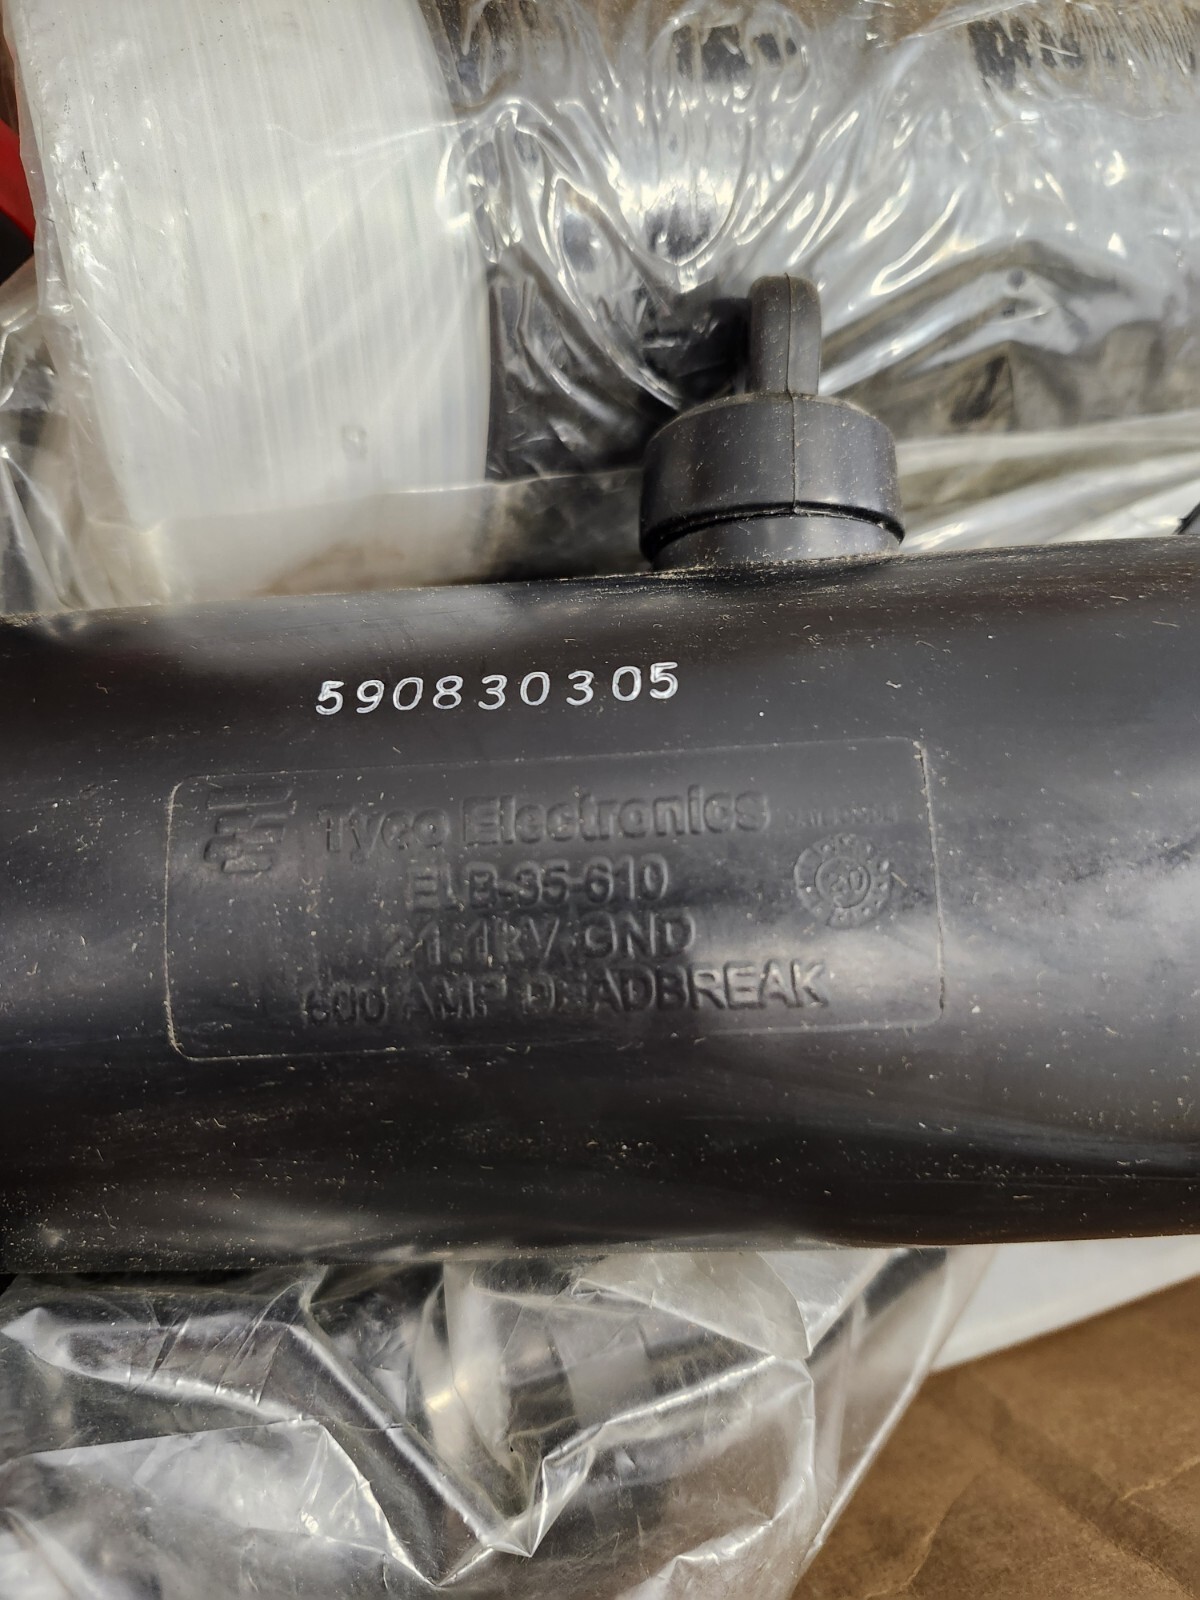 590830305
Tyco Electronics
ELB-35-610
21.1kV GND
600 AMP DEADBREAK